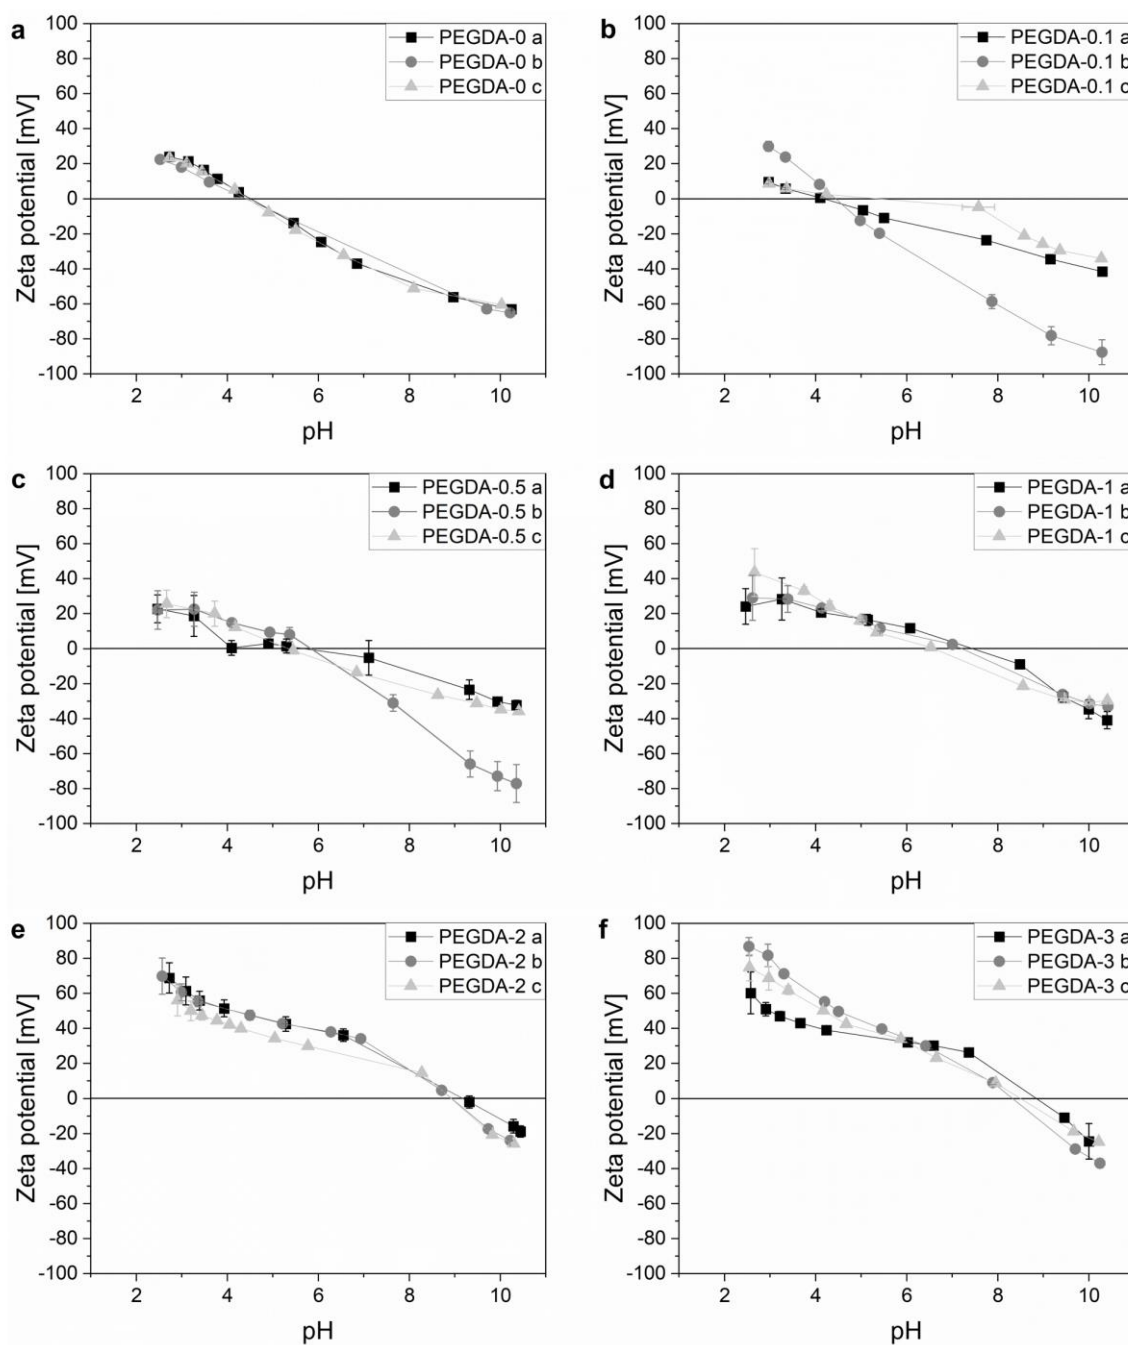 a
PEGDA-0 a
PEGDA-0 b
PEGDA-0 c
100
80
60
40
20
0
-20
-40
-60
-80
-100
Zeta potential [mV]
2
4
6
8
10
pH
b
PEGDA-0.1 a
PEGDA-0.1 b
PEGDA-0.1 c
100
80
60
40
20
0
-20
-40
-60
-80
-100
Zeta potential [mV]
2
4
6
8
10
pH
c
PEGDA-0.5 a
PEGDA-0.5 b
PEGDA-0.5 c
100
80
60
40
20
0
-20
-40
-60
-80
-100
Zeta potential [mV]
2
4
6
8
10
pH
d
PEGDA-1 a
PEGDA-1 b
PEGDA-1 c
100
80
60
40
20
0
-20
-40
-60
-80
-100
Zeta potential [mV]
2
4
6
8
10
pH
e
PEGDA-2 a
PEGDA-2 b
PEGDA-2 c
100
80
60
40
20
0
-20
-40
-60
-80
-100
Zeta potential [mV]
2
4
6
8
10
pH
f
PEGDA-3 a
PEGDA-3 b
PEGDA-3 c
100
80
60
40
20
0
-20
-40
-60
-80
-100
Zeta potential [mV]
2
4
6
8
10
pH